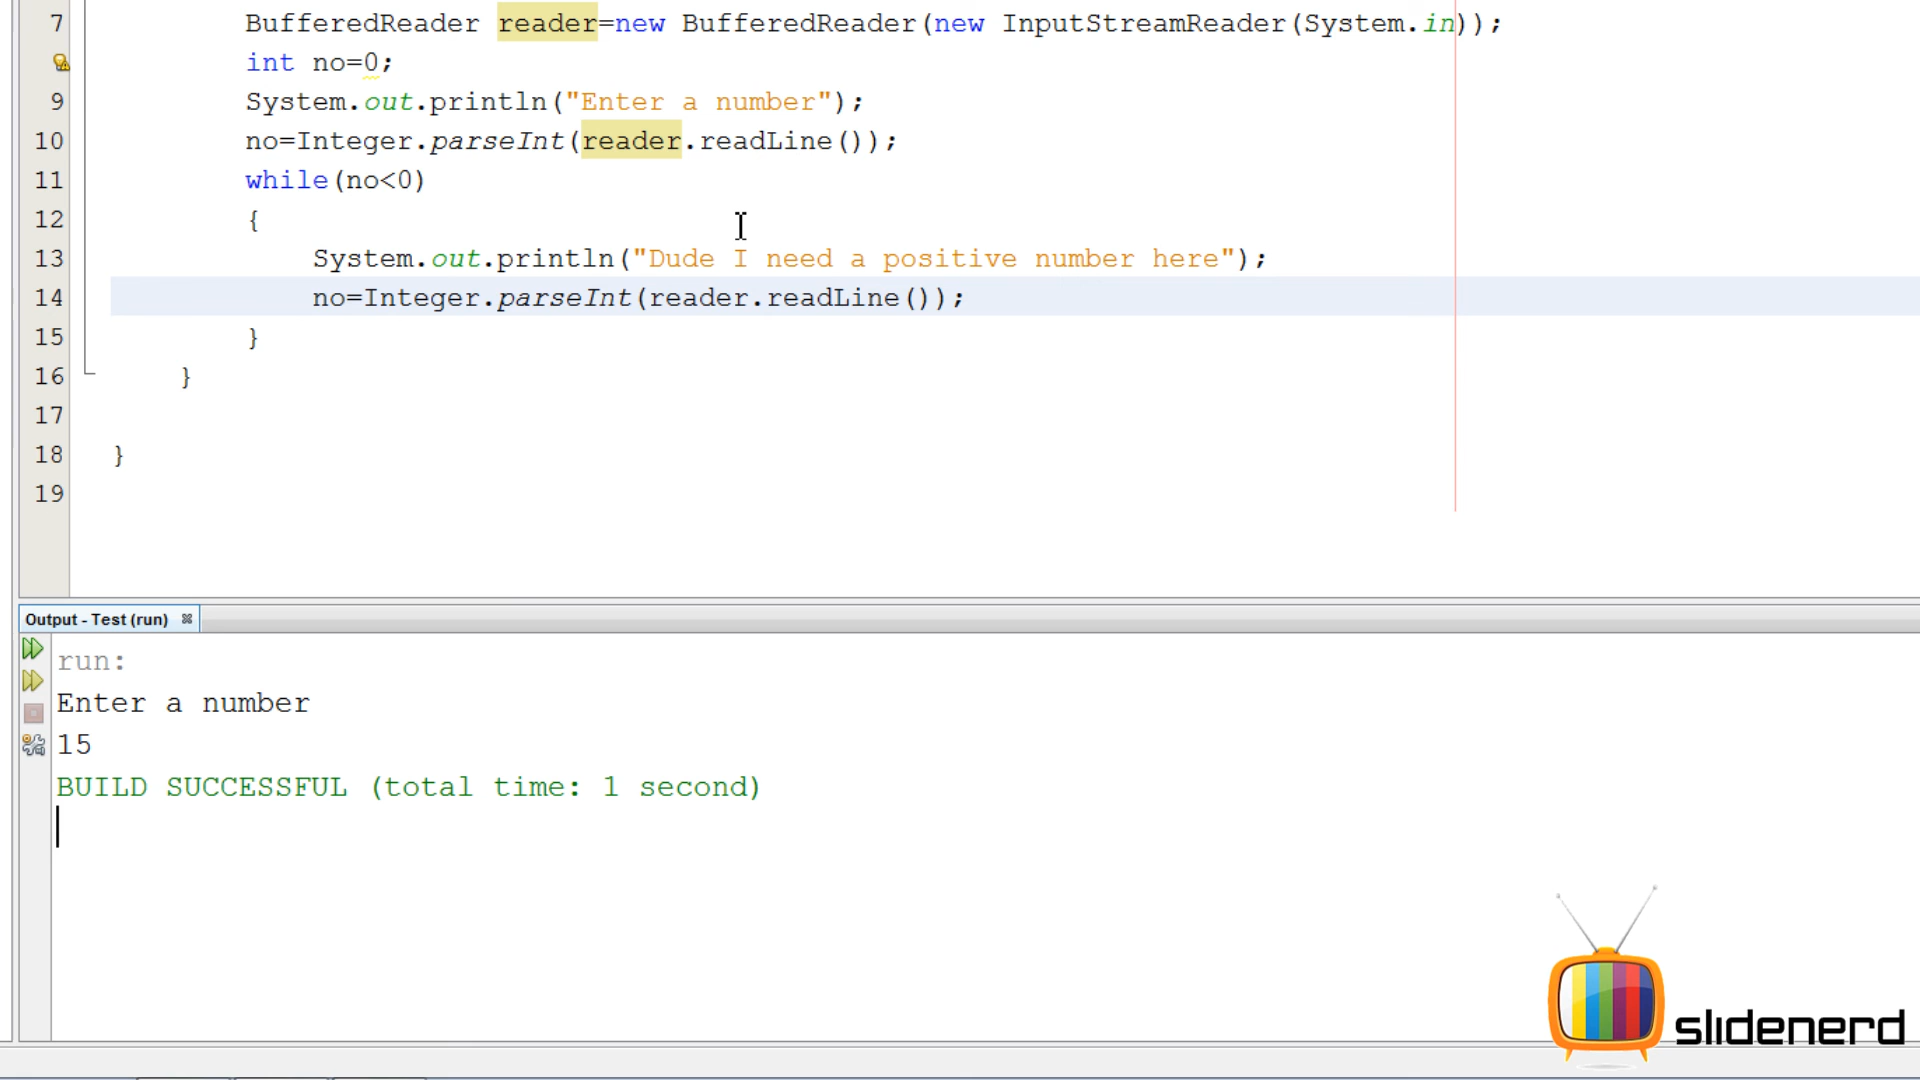 7 BufferedReader reader=new BufferedReader(new InputStreamReader(System.in));
int no=0;
9 System.out.println("Enter a number");
10 no=Integer.parseInt(reader.readLine());
11 while(no<0)
12 {
13 System.out.println("Dude I need a positive number here");
14 no=Integer.parseInt(reader.readLine());
15 }
16 }
17
18 }
19
Output - Test (run)
run:
Enter a number
15
BUILD SUCCESSFUL (total time: 1 second)
slidenerd